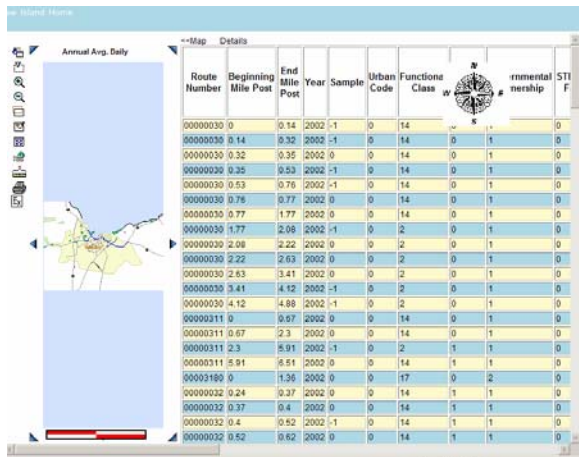 Island Home
<<Map Details
Annual Avg. Daily
Route Number Beginning Mile Post End Mile Post Year Sample Urban Code Functional Class
N
W E
S
00000030 0 0.14 2002 -1 0 14 0 1 0
00000030 0.14 0.32 2002 -1 0 14 0 1 0
00000030 0.32 0.35 2002 0 0 14 0 1 0
00000030 0.35 0.53 2002 -1 0 14 0 1 0
00000030 0.53 0.76 2002 -1 0 14 0 1 0
00000030 0.76 0.77 2002 0 0 14 0 1 0
00000030 0.77 1.77 2002 0 0 14 0 1 0
00000030 1.77 2.08 2002 -1 0 2 0 1 0
00000030 2.08 2.22 2002 0 0 2 0 1 0
00000030 2.22 2.63 2002 0 0 2 0 1 0
00000030 2.63 3.41 2002 0 0 2 0 1 0
00000030 3.41 4.12 2002 -1 0 2 0 1 0
00000030 4.12 4.88 2002 -1 0 2 0 1 0
00000311 0 0.67 2002 0 0 14 0 1 0
00000311 0.67 2.3 2002 0 0 14 0 1 0
00000311 2.3 5.91 2002 -1 0 2 1 1 0
00000311 5.91 6.51 2002 0 0 14 1 1 0
00003180 0 1.36 2002 0 0 17 0 2 0
00000032 0.24 0.37 2002 0 0 14 1 1 0
00000032 0.37 0.4 2002 0 0 14 1 1 0
00000032 0.4 0.52 2002 -1 0 14 1 1 0
00000032 0.52 0.62 2002 0 0 14 1 1 0